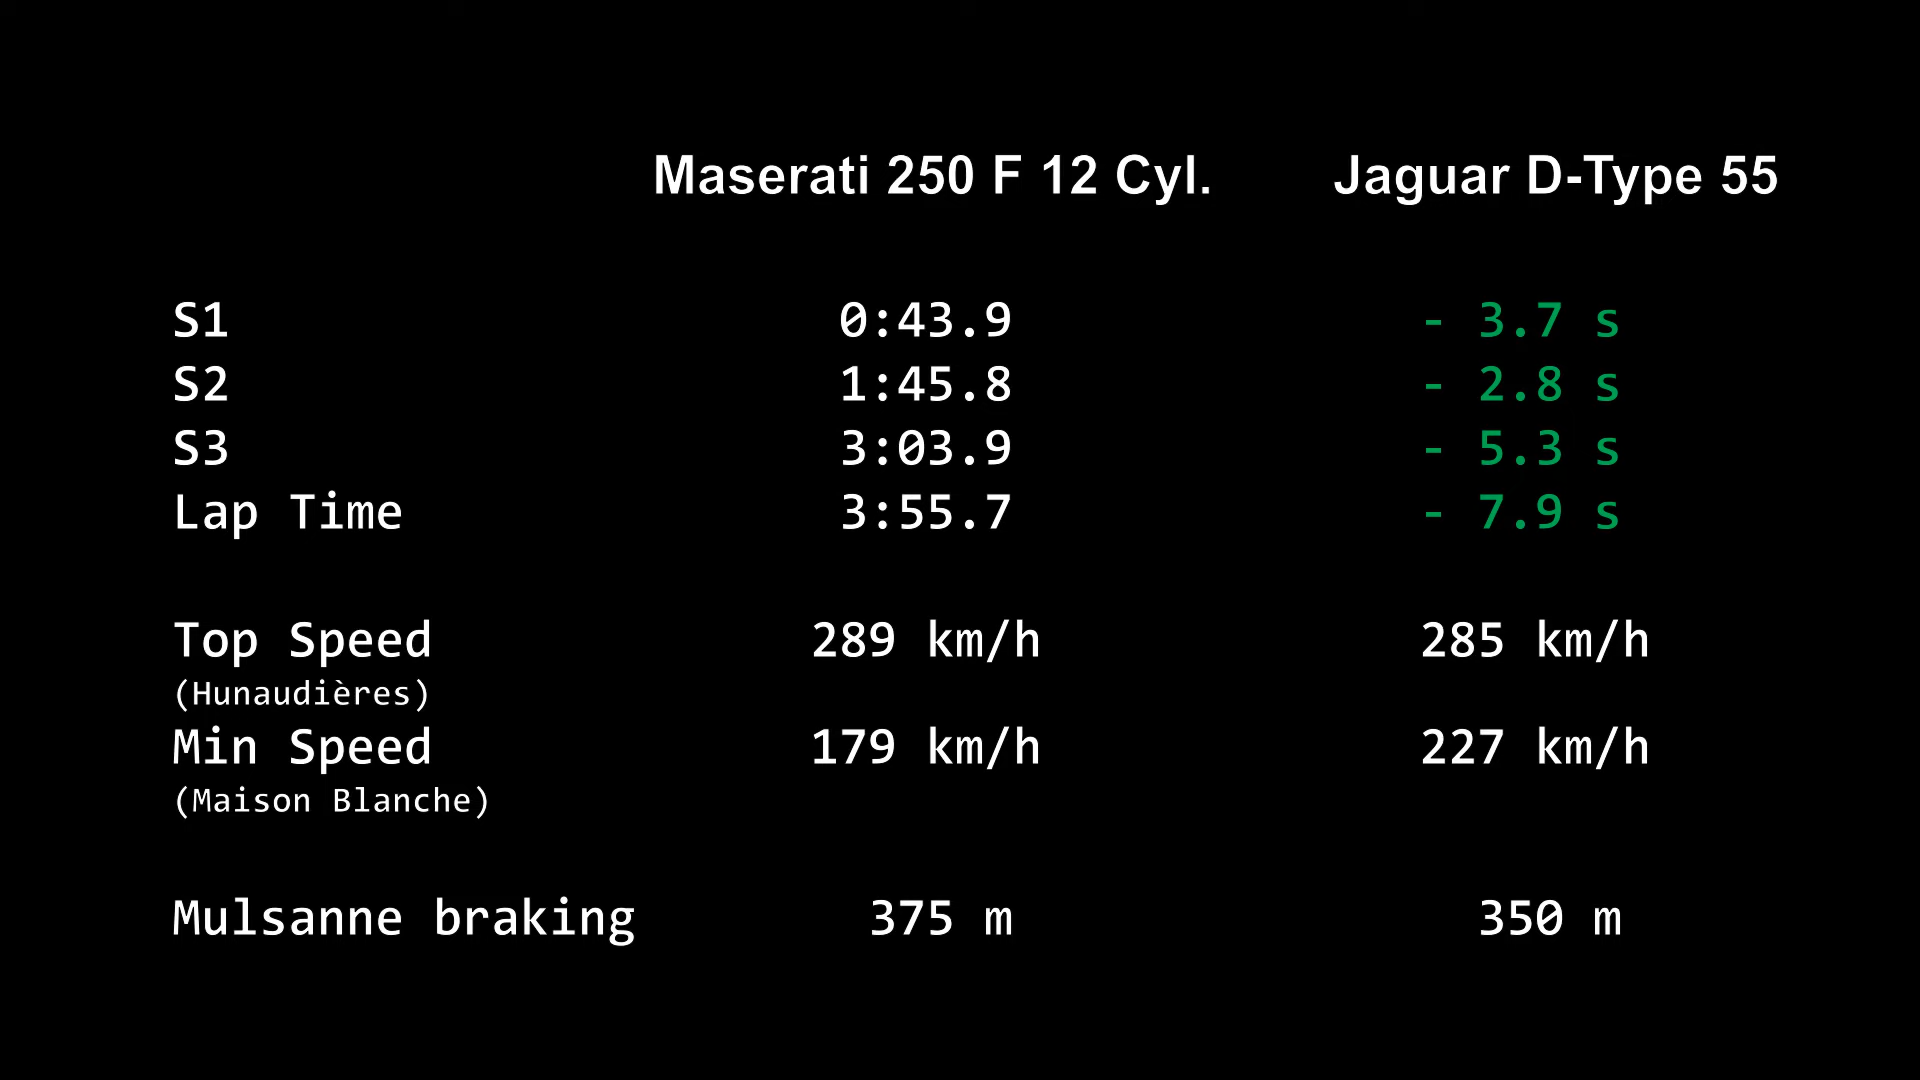 Maserati 250 F 12 Cyl. Jaguar D-Type 55
S1 0:43.9 - 3.7 s
S2 1:45.8 - 2.8 s
S3 3:03.9 - 5.3 s
Lap Time 3:55.7 - 7.9 s
Top Speed 289 km/h 285 km/h
(Hunaudières)
Min Speed 179 km/h 227 km/h
(Maison Blanche)
Mulsanne braking 375 m 350 m